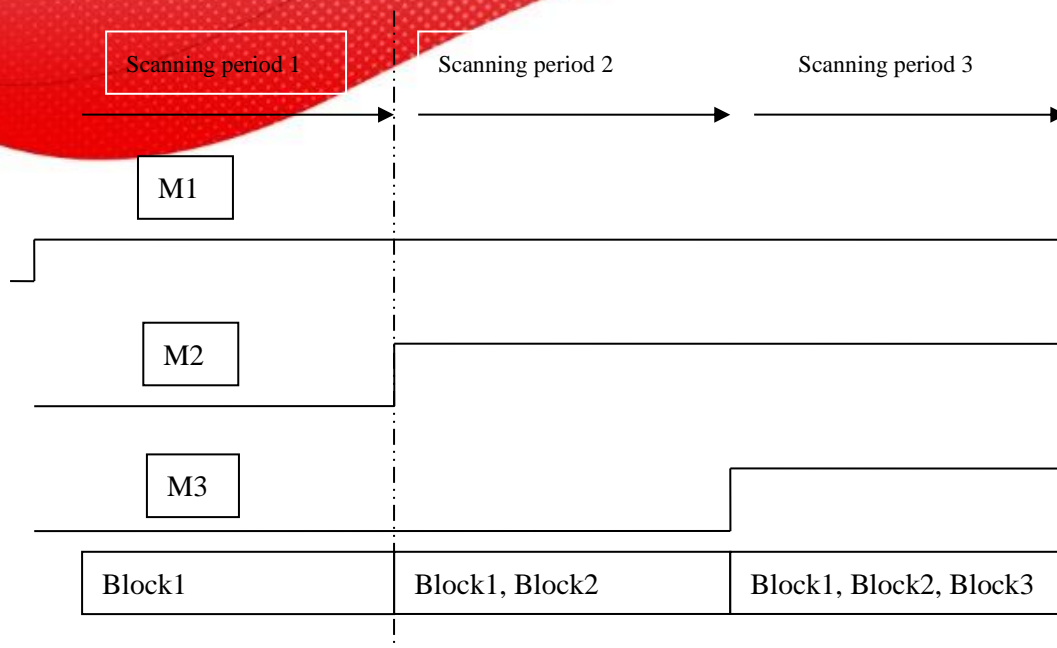 Scanning period 1
Scanning period 2
Scanning period 3
M1
M2
M3
Block1
Block1, Block2
Block1, Block2, Block3